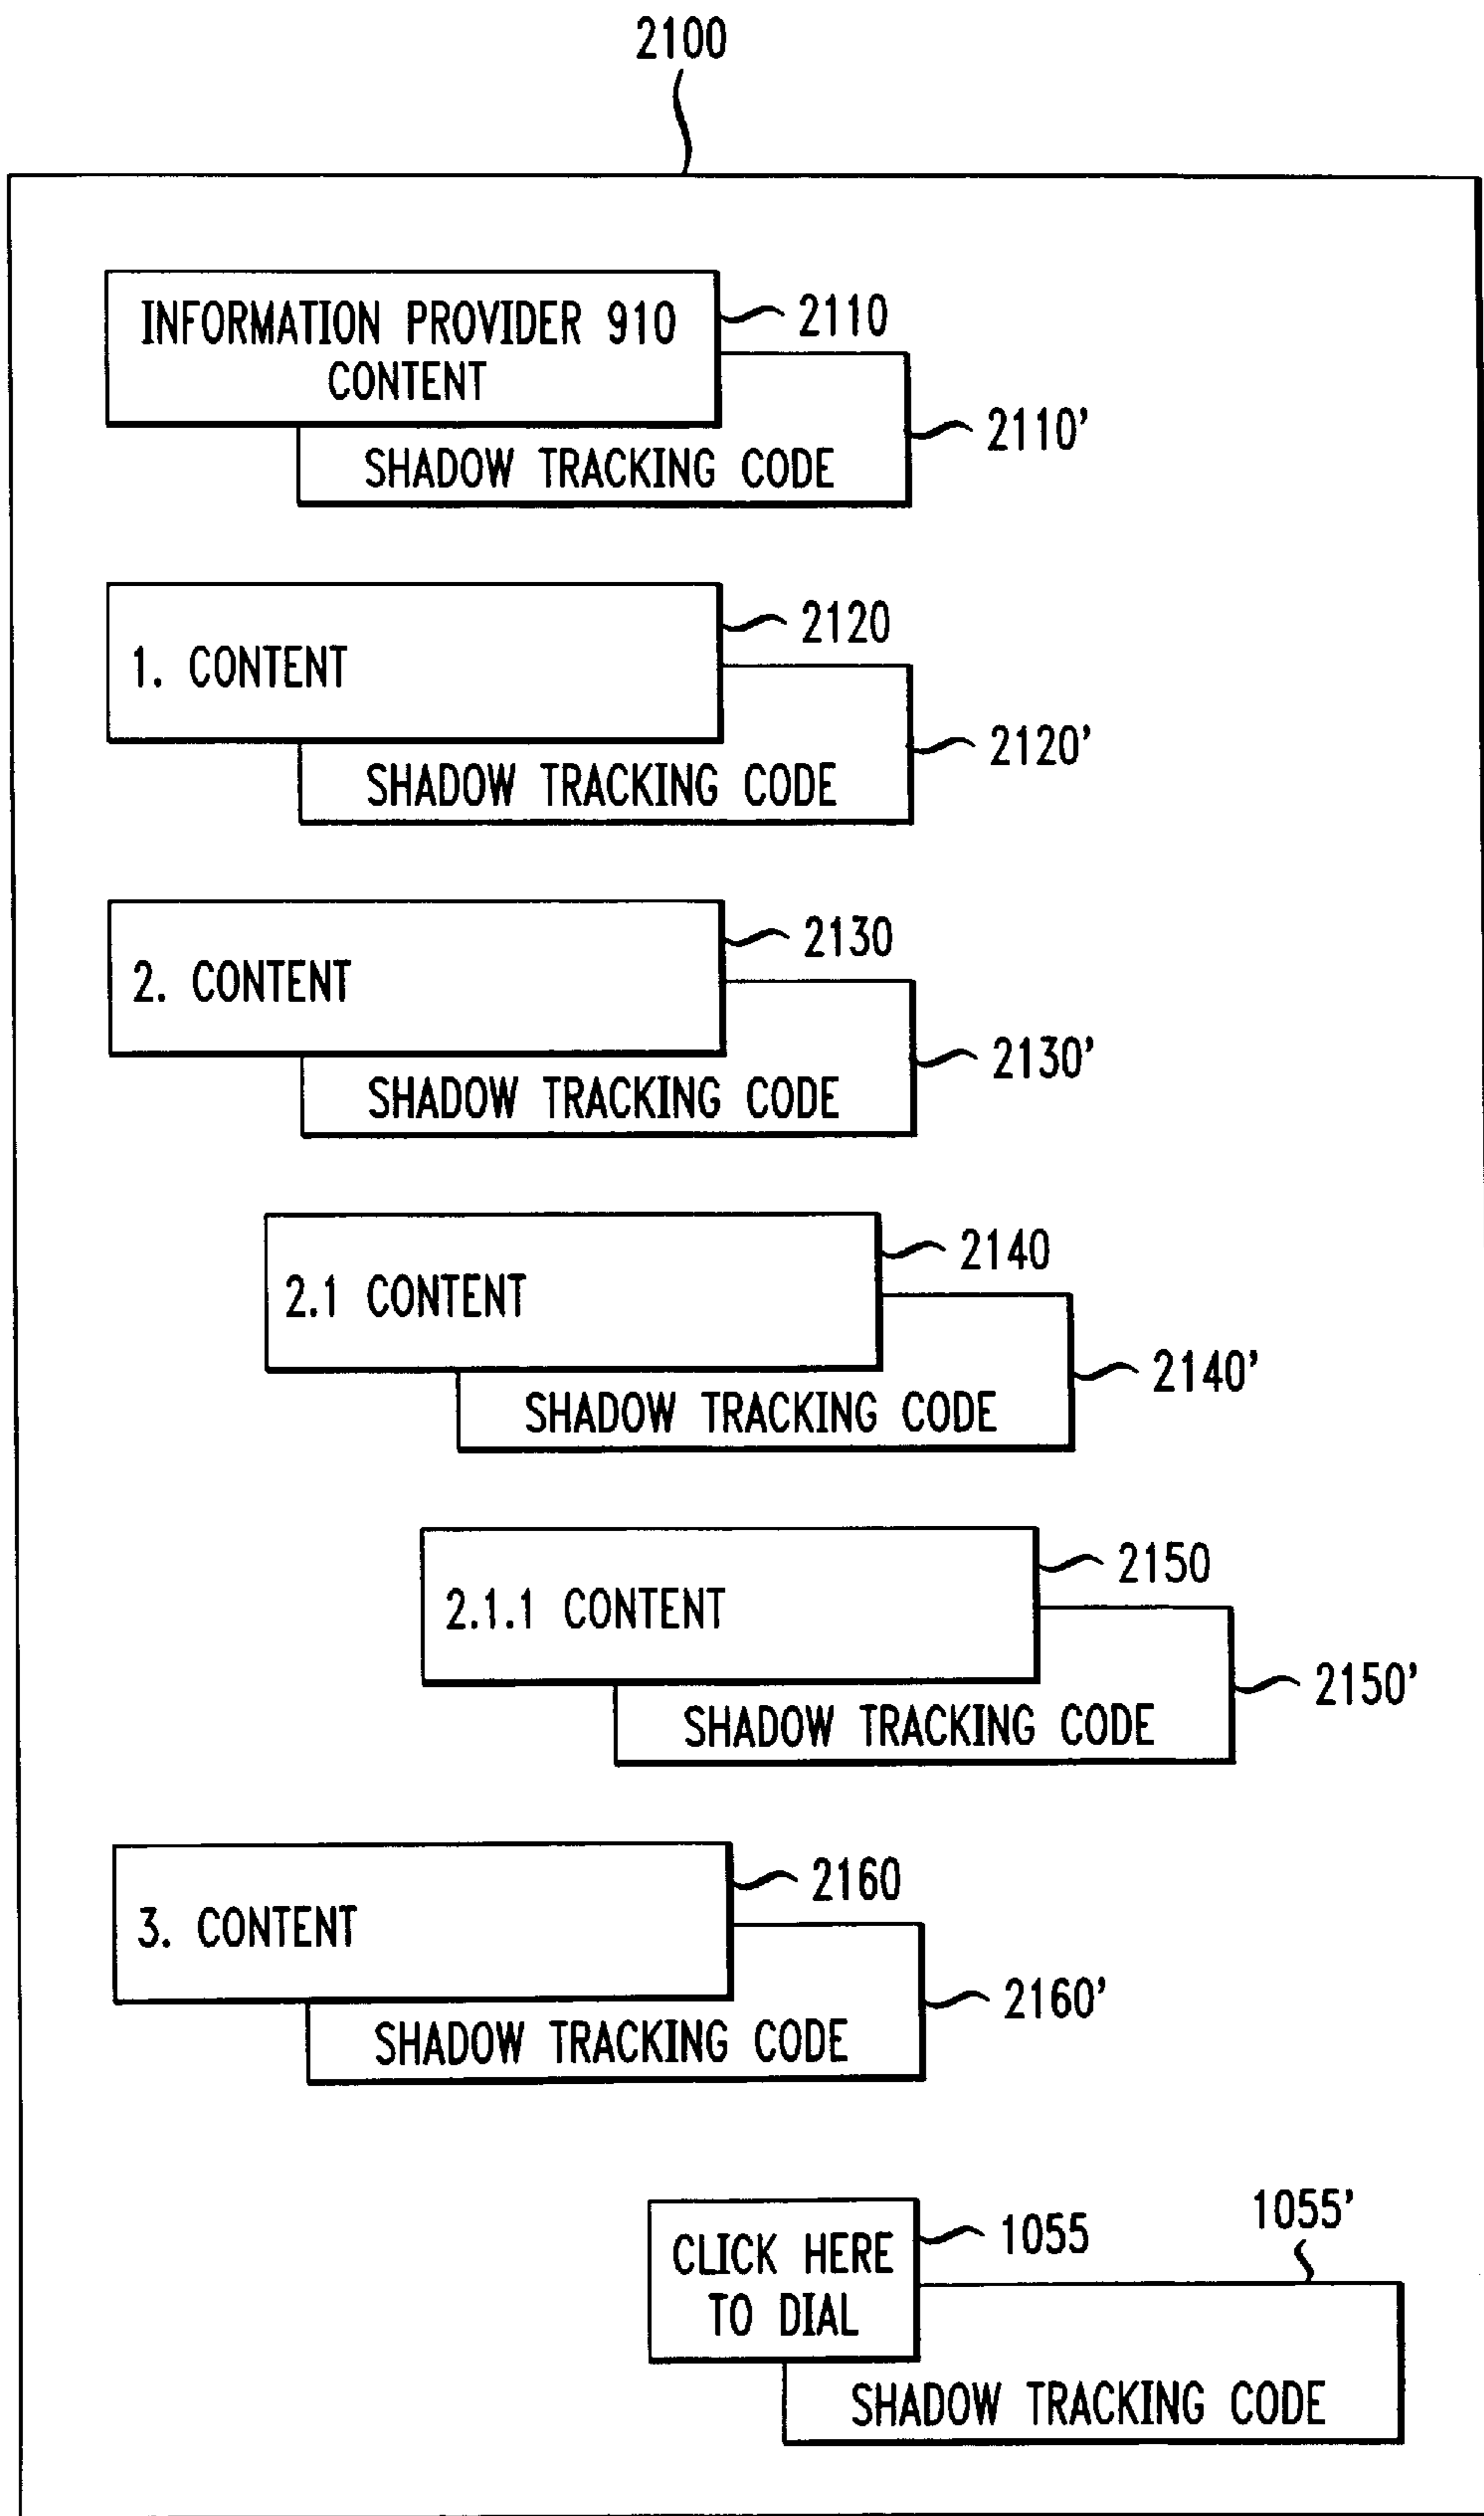 2100
INFORMATION PROVIDER 910
CONTENT
2110
SHADOW TRACKING CODE
2110'
1. CONTENT
2120
SHADOW TRACKING CODE
2120'
2. CONTENT
2130
SHADOW TRACKING CODE
2130'
2.1 CONTENT
2140
SHADOW TRACKING CODE
2140'
2.1.1 CONTENT
2150
SHADOW TRACKING CODE
2150'
3. CONTENT
2160
SHADOW TRACKING CODE
2160'
CLICK HERE
TO DIAL
1055
1055'
SHADOW TRACKING CODE